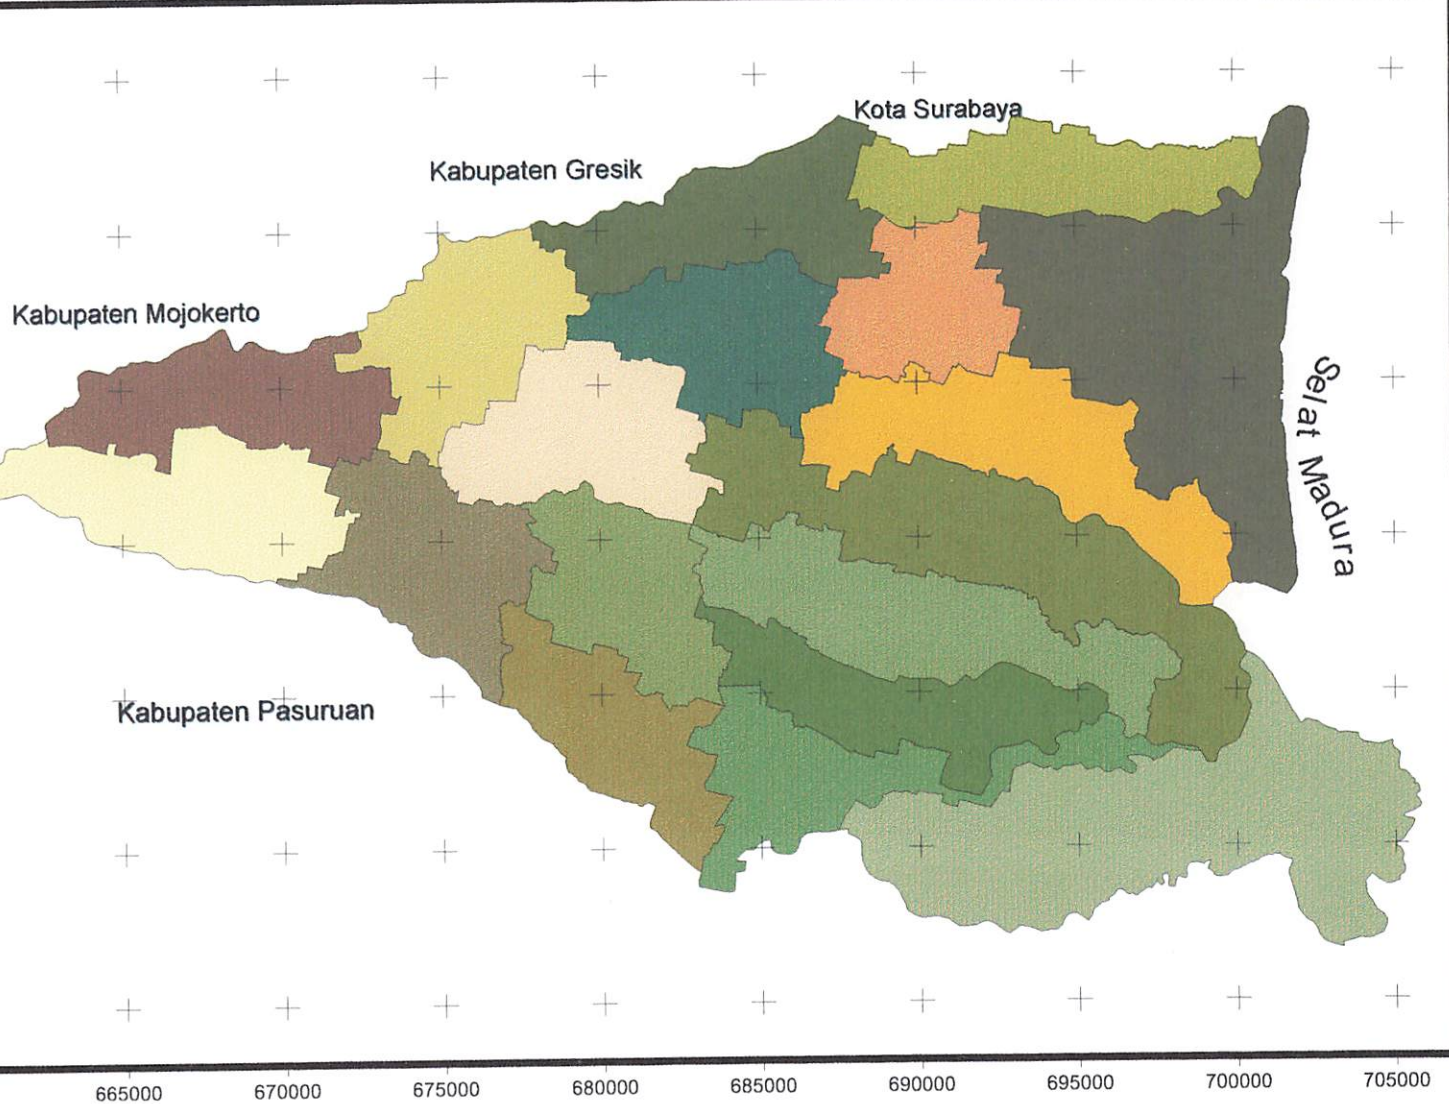 Kota Surabaya
Kabupaten Gresik
Kabupaten Mojokerto
Selat Madura
Kabupaten Pasuruan
665000 670000 675000 680000 685000 690000 695000 700000 705000